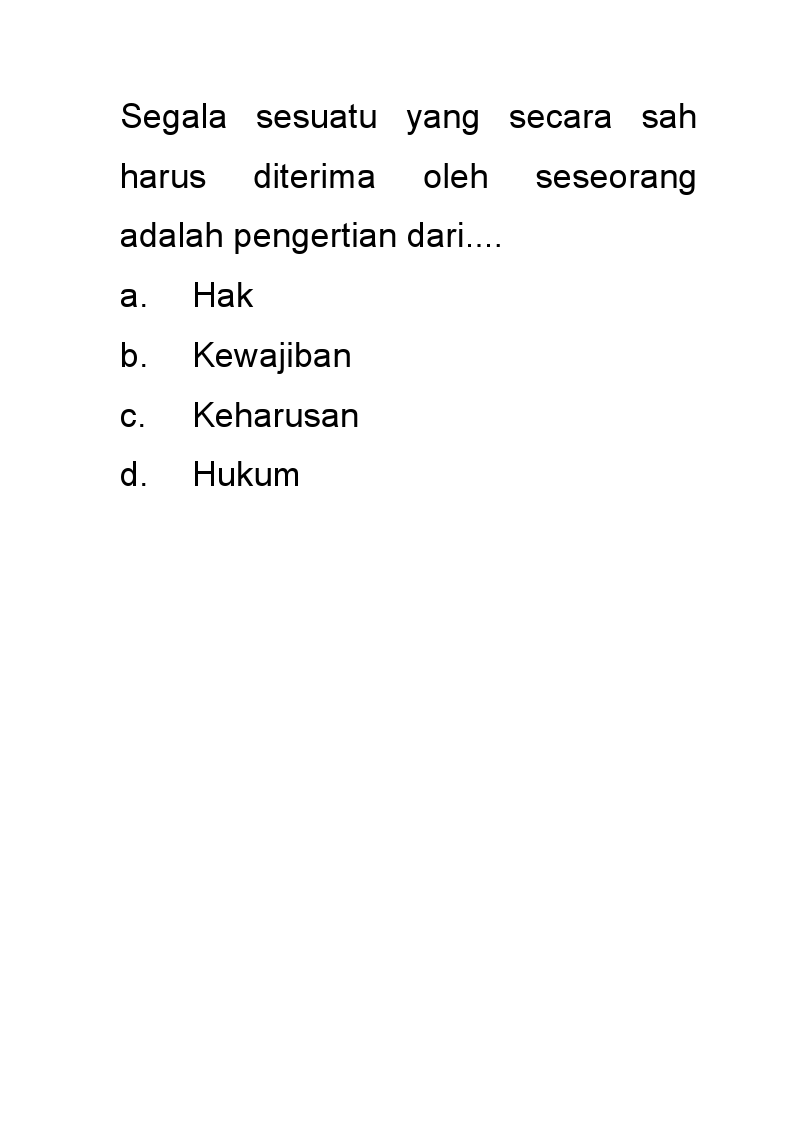 Segala sesuatu yang secara sah
harus diterima oleh seseorang
adalah pengertian dari....
a. Hak
b. Kewajiban
c. Keharusan
d. Hukum